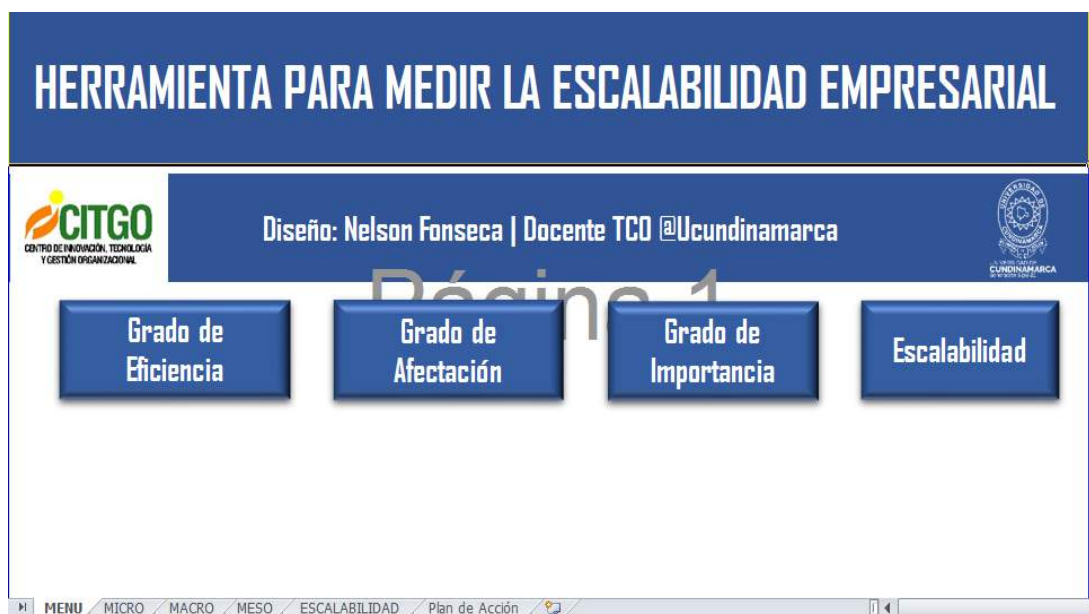 HERRAMIENTA PARA MEDIR LA ESCALABILIDAD EMPRESARIAL
CITGO
CENTRO DE INNOVACIÓN, TECNOLOGÍA
Y GESTIÓN ORGANIZACIONAL
Diseño: Nelson Fonseca | Docente TCO @Ucundinamarca
UNIVERSIDAD DE
CUNDINAMARCA
Página 1
Grado de
Eficiencia
Grado de
Afectación
Grado de
Importancia
Escalabilidad
MENU
MICRO
MACRO
MESO
ESCALABILIDAD
Plan de Acción